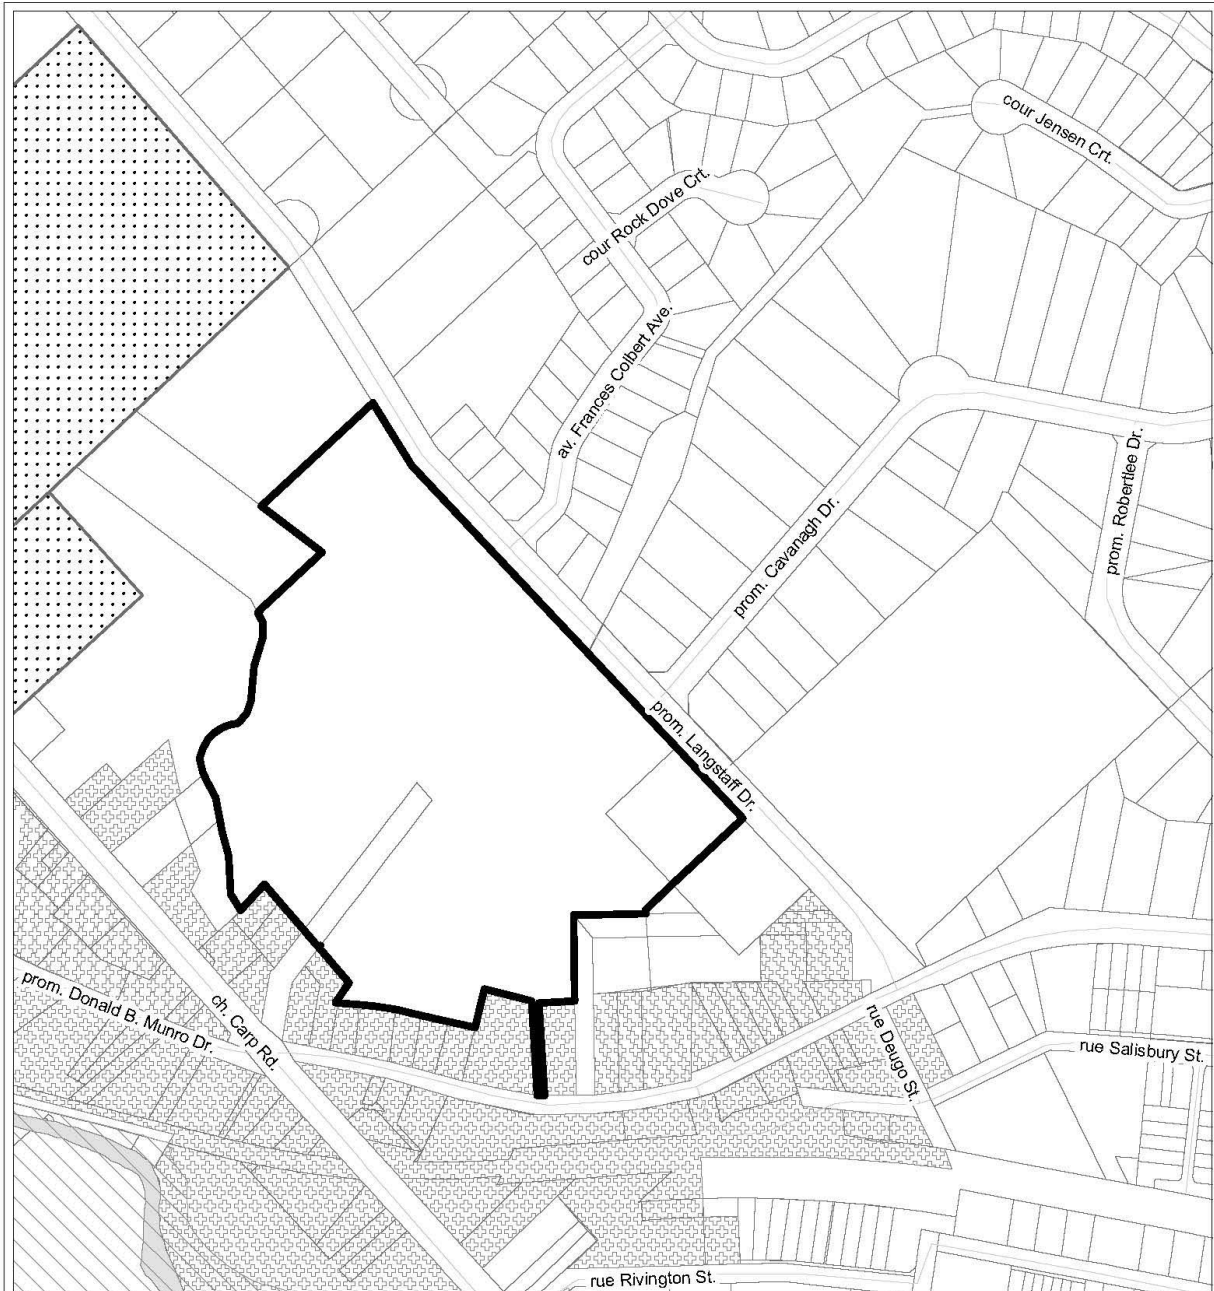 cour Jensen Crt.
cour Rock Dove Crt.
av. Frances Colbert Ave.
prom. Robertlee Dr.
prom. Cavanagh Dr.
prom. Langstaff Dr.
prom. Donald B. Munro Dr.
ch. Carp Rd.
rue Deugo St.
rue Salisbury St.
rue Rivington St.